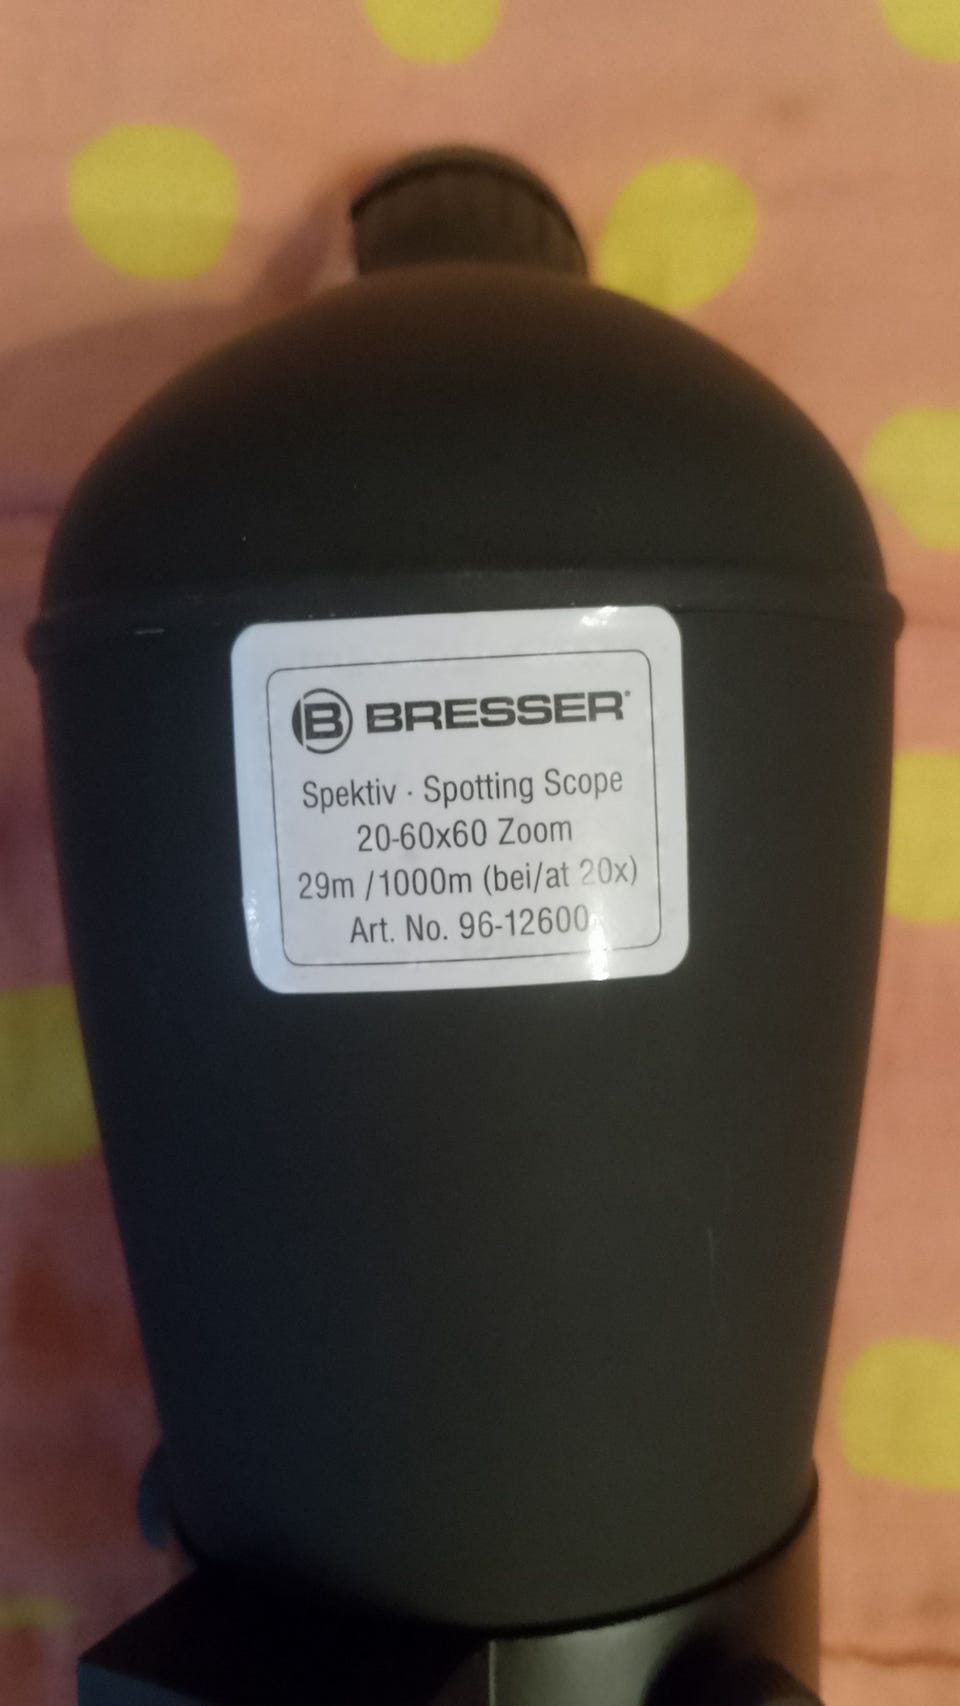 B BRESSER®
Spektiv · Spotting Scope
20-60x60 Zoom
29m /1000m (bei/at 20x)
Art. No. 96-12600